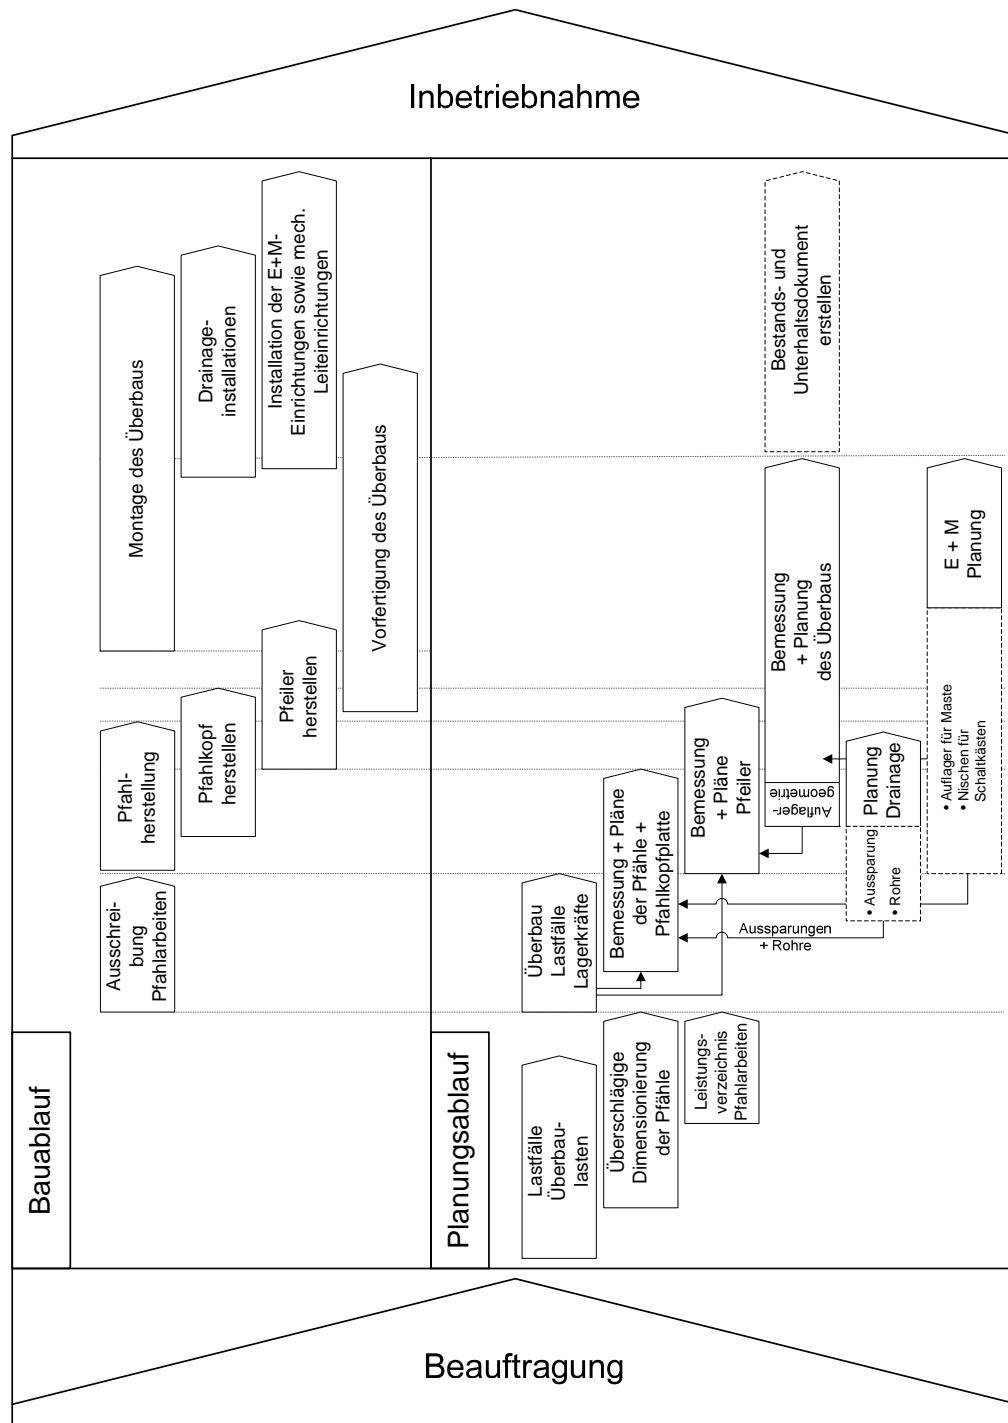 Inbetriebnahme
Bauablauf
Ausschrei-
bung
Pfahlarbeiten
Pfahl-
herstellung
Montage des Überbaus
Pfahlkopf
herstellen
Drainage-
installationen
Pfeiler
herstellen
Installation der E+M-
Einrichtungen sowie mech.
Leiteinrichtungen
Vorfertigung des Überbaus
Planungsablauf
Lastfälle
Überbau-
lasten
Überbau
Lastfälle
Lagerkräfte
Überschlägige
Dimensionierung
der Pfähle
Bemessung + Pläne
der Pfähle +
Pfahlkopfplatte
Leistungs-
verzeichnis
Pfahlarbeiten
Bemessung
+ Pläne
Pfeiler
Auflager-
geometrie
Bemessung
+ Planung
des Überbaus
Bestands- und
Unterhaltsdokument
erstellen
Aussparungen
+ Rohre
• Aussparung
• Rohre
Planung
Drainage
• Auflager für Maste
• Nischen für
Schaltkästen
E + M
Planung
Beauftragung